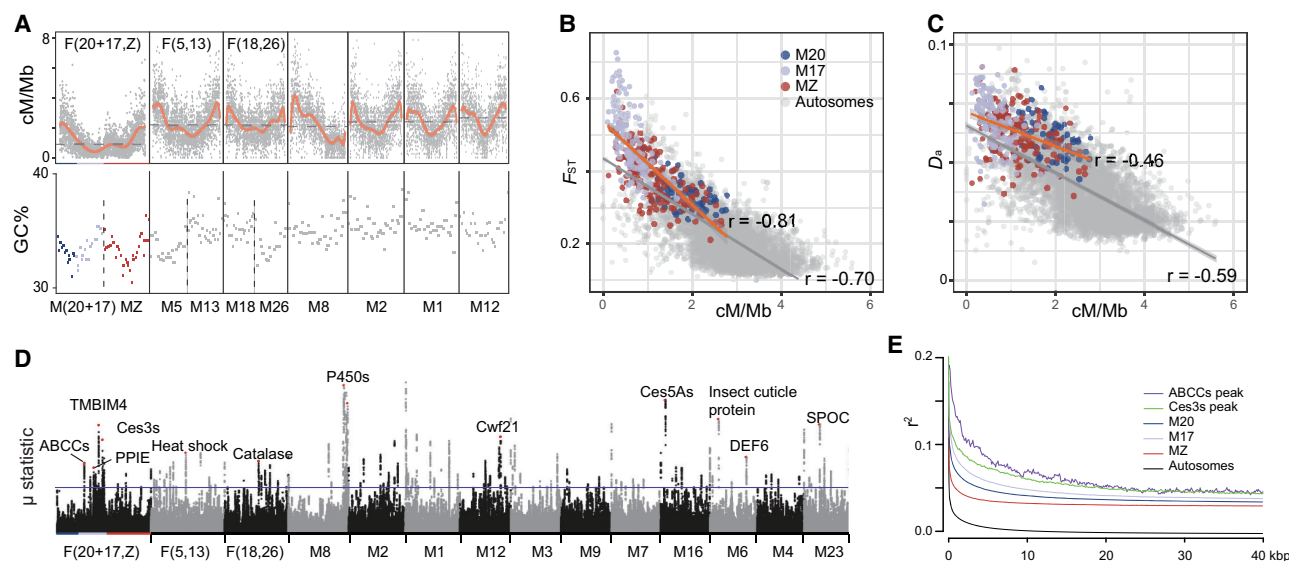 A
F(20+17,Z) F(5,13) F(18,26)
8
4
0
cM/Mb
40
30
GC%
M(20+17) MZ M5 M13 M18 M26 M8 M2 M1 M12
B
M20
M17
MZ
Autosomes
0.6
0.2
FST
r = -0.81
r = -0.70
0 2 4 6
cM/Mb
C
0.1
0
Da
r = -0.46
r = -0.59
0 2 4 6
cM/Mb
D
P450s
TMBIM4
Ces5As
Insect cuticle
protein
SPOC
Ces3s
Cwf21
ABCCs
PPIE
Heat shock
Catalase
DEF6
μ statistic
F(20+17,Z) F(5,13) F(18,26) M8 M2 M1 M12 M3 M9 M7 M16 M6 M4 M23
E
0.2
0.1
0.0
r2
ABCCs peak
Ces3s peak
M20
M17
MZ
Autosomes
0 10 20 30 40 kbp